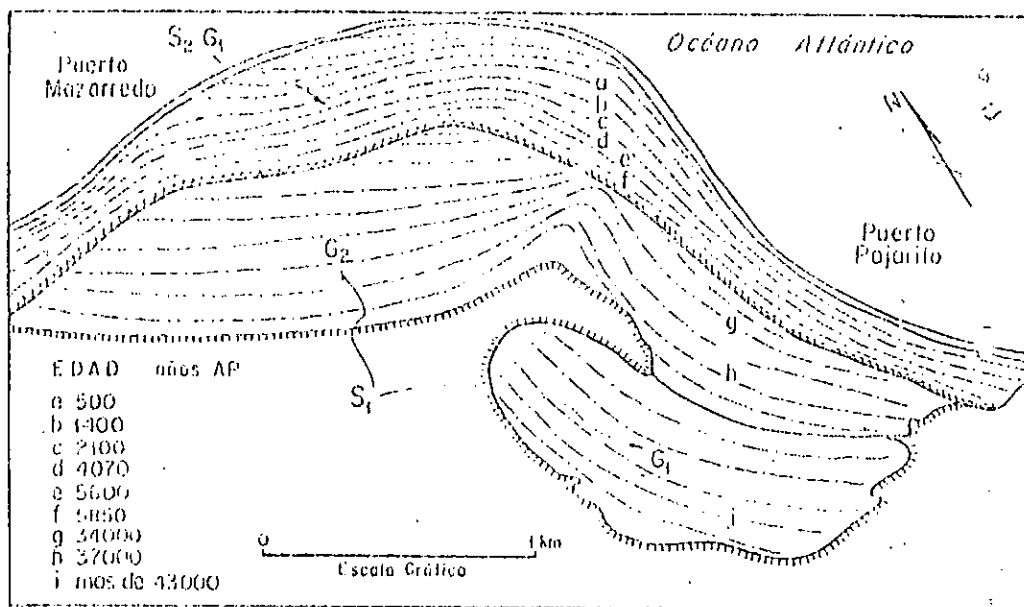 S₂ G₁
Océano Atlántico
Puerto
Mazarredo
a
b
c
d
e
f
N
Puerto
Pajarito
G₂
g
h
S₁
G₁
i
EDAD años AP
a 500
b 1400
c 2100
d 4070
e 5600
f 5850
g 34000
h 37000
i mas de 43000
0 1 km
Escala Gráfica